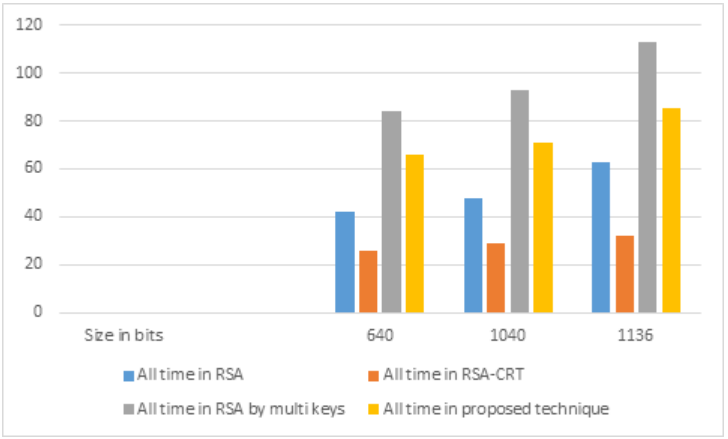 120
100
80
60
40
20
0
Size in bits 640 1040 1136
All time in RSA All time in RSA-CRT
All time in RSA by multi keys All time in proposed technique